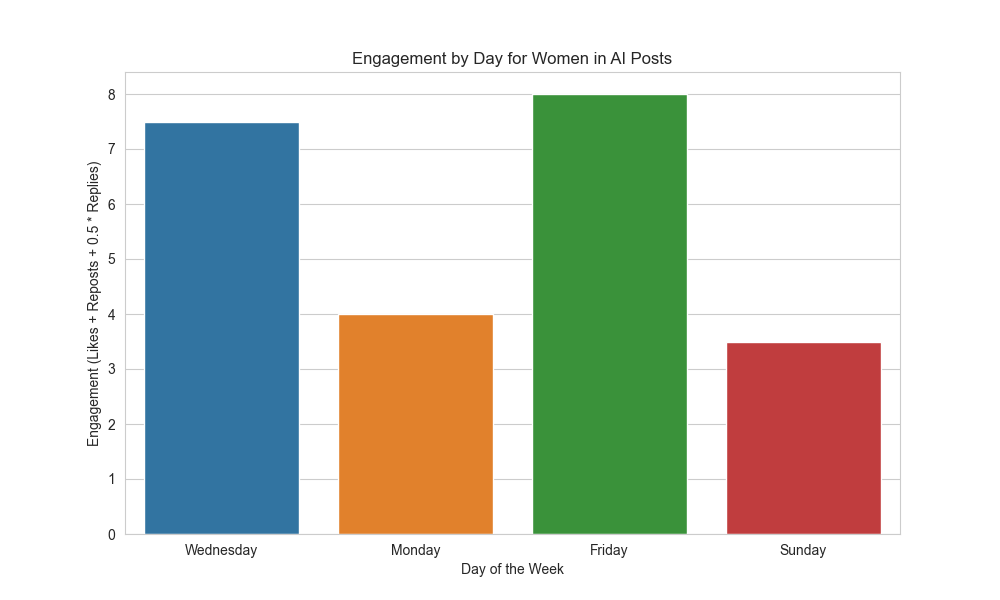 Engagement by Day for Women in AI Posts
Engagement (Likes + Reposts + 0.5 * Replies)
8
7
6
5
4
3
2
1
0
Wednesday Monday Friday Sunday
Day of the Week